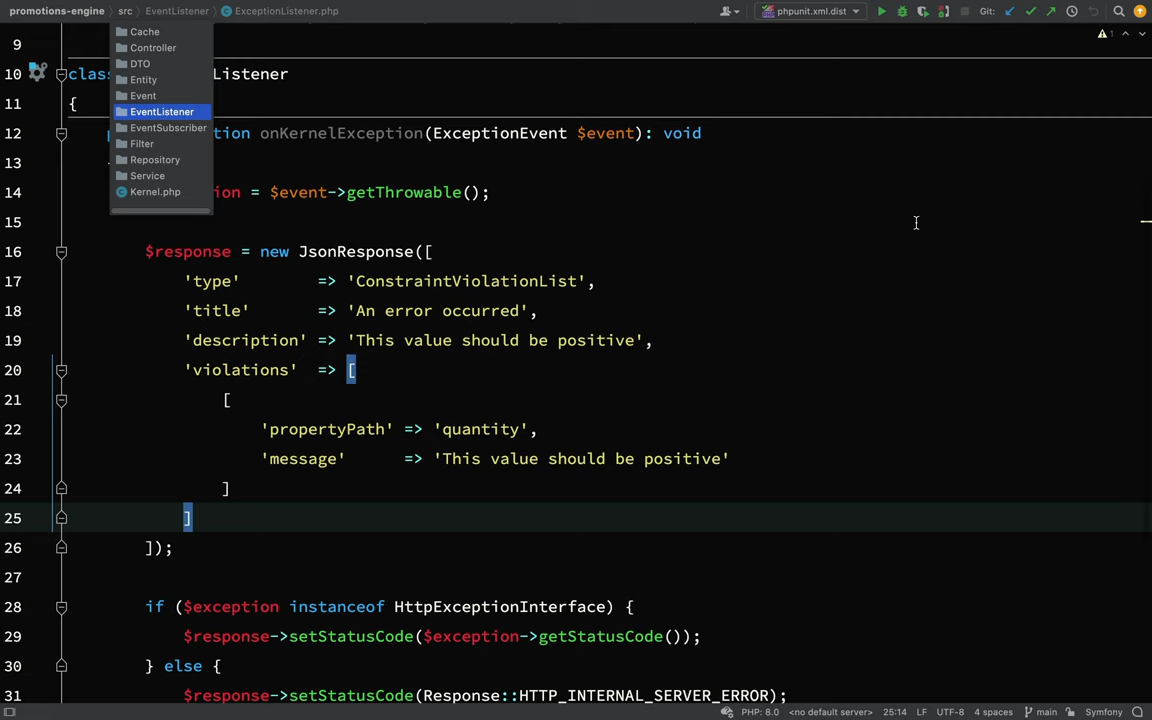 promotions-engine src EventListener ExceptionListener.php phpunit.xml.dist Git:
Cache
Controller
DTO
Entity
Event
EventListener
EventSubscriber
Filter
Repository
Service
Kernel.php
1
9
10 clas Listener
11 {
12 p tion onKernelException(ExceptionEvent $event): void
13
14 ion = $event->getThrowable();
15
16 $response = new JsonResponse([
17 'type' => 'ConstraintViolationList',
18 'title' => 'An error occurred',
19 'description' => 'This value should be positive',
20 'violations' => [
21 [
22 'propertyPath' => 'quantity',
23 'message' => 'This value should be positive'
24 ]
25 ]
26 ]);
27
28 if ($exception instanceof HttpExceptionInterface) {
29 $response->setStatusCode($exception->getStatusCode());
30 } else {
31 $response->setStatusCode(Response::HTTP_INTERNAL_SERVER_ERROR);
PHP: 8.0 <no default server> 25:14 LF UTF-8 4 spaces main Symfony